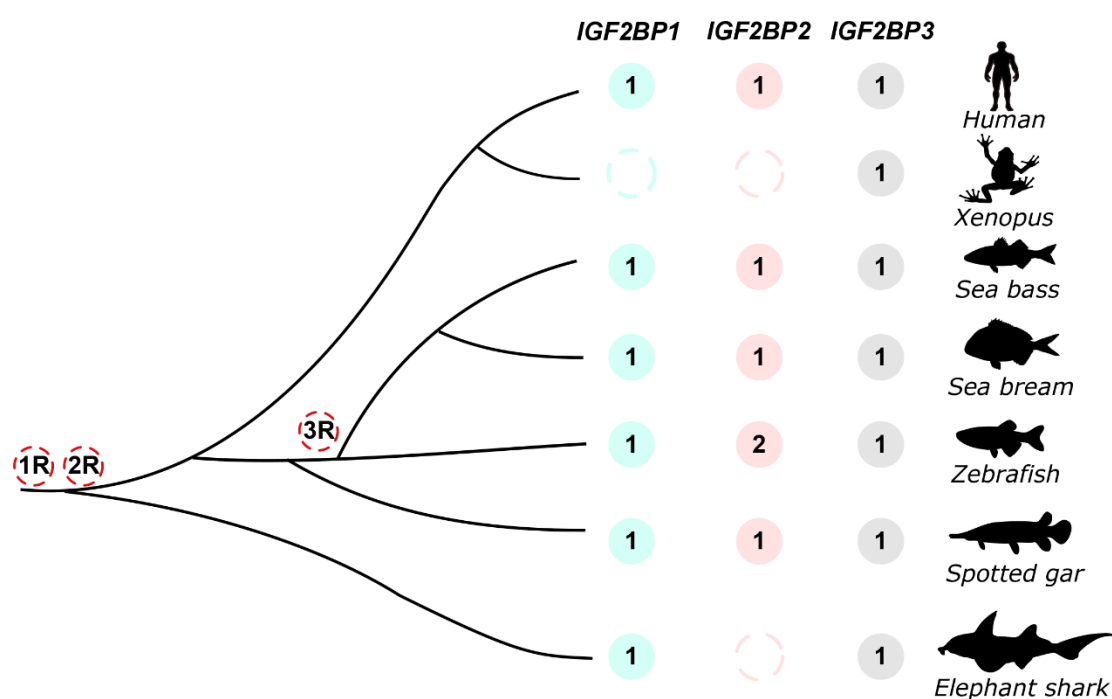 IGF2BP1 IGF2BP2 IGF2BP3
1 1 1
Human
1
Xenopus
1 1 1
Sea bass
1 1 1
Sea bream
3R
1 2 1
Zebrafish
1R 2R
1 1 1
Spotted gar
1 1
Elephant shark